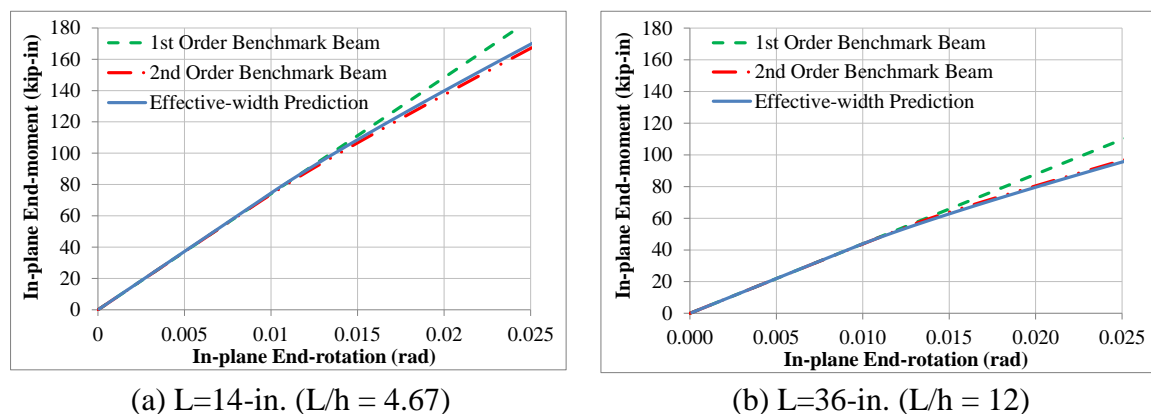 180
160
140
120
100
80
60
40
20
0
In-plane End-moment (kip-in)
1st Order Benchmark Beam
2nd Order Benchmark Beam
Effective-width Prediction
0 0.005 0.01 0.015 0.02 0.025
In-plane End-rotation (rad)
(a) L=14-in. (L/h = 4.67)
180
160
140
120
100
80
60
40
20
0
In-plane End-moment (kip-in)
1st Order Benchmark Beam
2nd Order Benchmark Beam
Effective-width Prediction
0.000 0.005 0.010 0.015 0.020 0.025
In-plane End-rotation (rad)
(b) L=36-in. (L/h = 12)